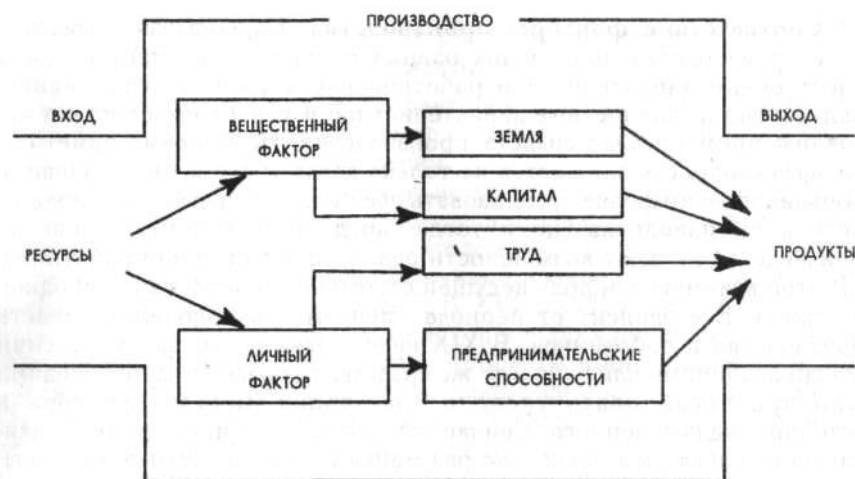 ПРОИЗВОДСТВО
ВХОД
ВЫХОД
ВЕЩЕСТВЕННЫЙ
ФАКТОР
ЗЕМЛЯ
КАПИТАЛ
РЕСУРСЫ
ТРУД
ПРОДУКТЫ
ЛИЧНЫЙ
ФАКТОР
ПРЕДПРИНИМАТЕЛЬСКИЕ
СПОСОБНОСТИ